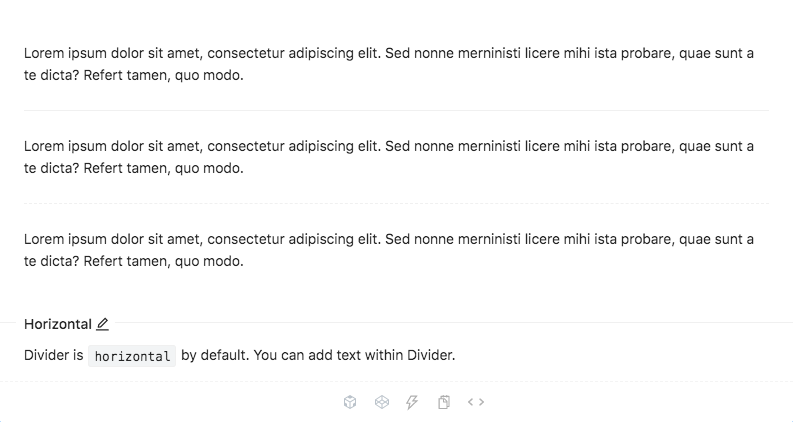 Lorem ipsum dolor sit amet, consectetur adipiscing elit. Sed nonne merninisti licere mihi ista probare, quae sunt a
te dicta? Refert tamen, quo modo.
Lorem ipsum dolor sit amet, consectetur adipiscing elit. Sed nonne merninisti licere mihi ista probare, quae sunt a
te dicta? Refert tamen, quo modo.
Lorem ipsum dolor sit amet, consectetur adipiscing elit. Sed nonne merninisti licere mihi ista probare, quae sunt a
te dicta? Refert tamen, quo modo.
Horizontal
Divider is horizontal by default. You can add text within Divider.